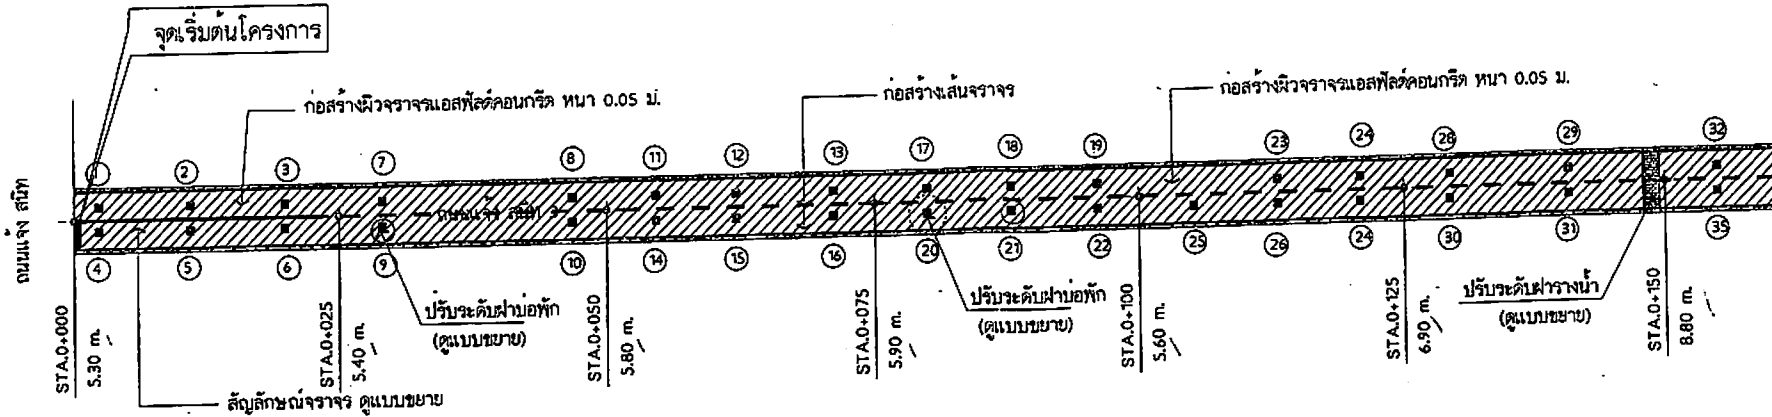 จุดเริ่มต้นโครงการ
ก่อสร้างผิวจราจรแอสฟัลต์คอนกรีต หนา 0.05 ม.
ก่อสร้างเส้นจราจร
ก่อสร้างผิวจราจรแอสฟัลต์คอนกรีต หนา 0.05 ม.
1 2 3 7 8 11 12 13 17 18 19 23 24 28 29 32
ถนนแจ้ง สนิท
ถนนแจ้ง สนิท 3
4 5 6 9 10 14 15 16 20 21 22 25 26 24 30 31 35
ปรับระดับฝาบ่อพัก
(ดูแบบขยาย)
ปรับระดับฝาบ่อพัก
(ดูแบบขยาย)
ปรับระดับฝารางน้ำ
(ดูแบบขยาย)
STA.0+000
5.30 m.
STA.0+025
5.40 m.
STA.0+050
5.80 m.
STA.0+075
5.90 m.
STA.0+100
5.60 m.
STA.0+125
6.90 m.
STA.0+150
8.80 m.
สัญลักษณ์จราจร ดูแบบขยาย